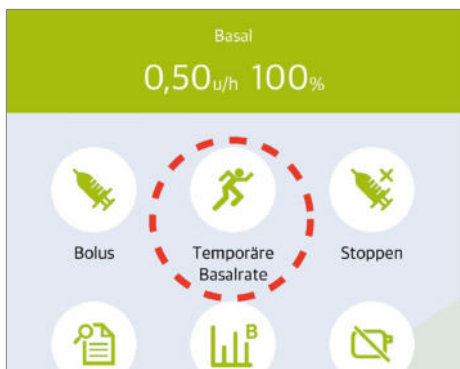 Basal
0,50u/h 100%
Bolus
Temporäre
Basalrate
Stoppen
B